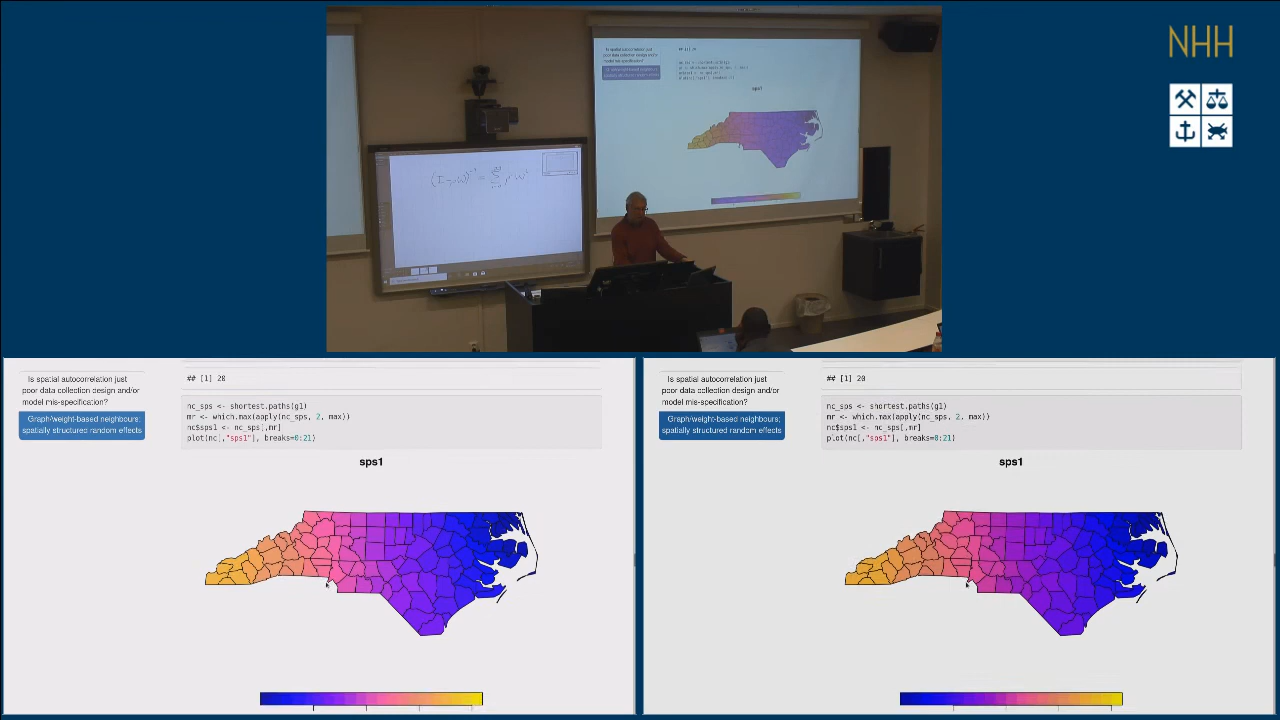 NHH
Is spatial autocorrelation just
poor data collection design and/or
model mis-specification?
Graph/weight-based neighbours;
spatially structured random effects
## [1] 20
nc_sps <- shortest.paths(g1)
mr <- which.max(apply(nc_sps, 2, max))
nc$sps1 <- nc_sps[,mr]
plot(nc[,"sps1"], breaks=0:21)
sps1
Is spatial autocorrelation just
poor data collection design and/or
model mis-specification?
Graph/weight-based neighbours;
spatially structured random effects
## [1] 20
nc_sps <- shortest.paths(g1)
mr <- which.max(apply(nc_sps, 2, max))
nc$sps1 <- nc_sps[,mr]
plot(nc[,"sps1"], breaks=0:21)
sps1